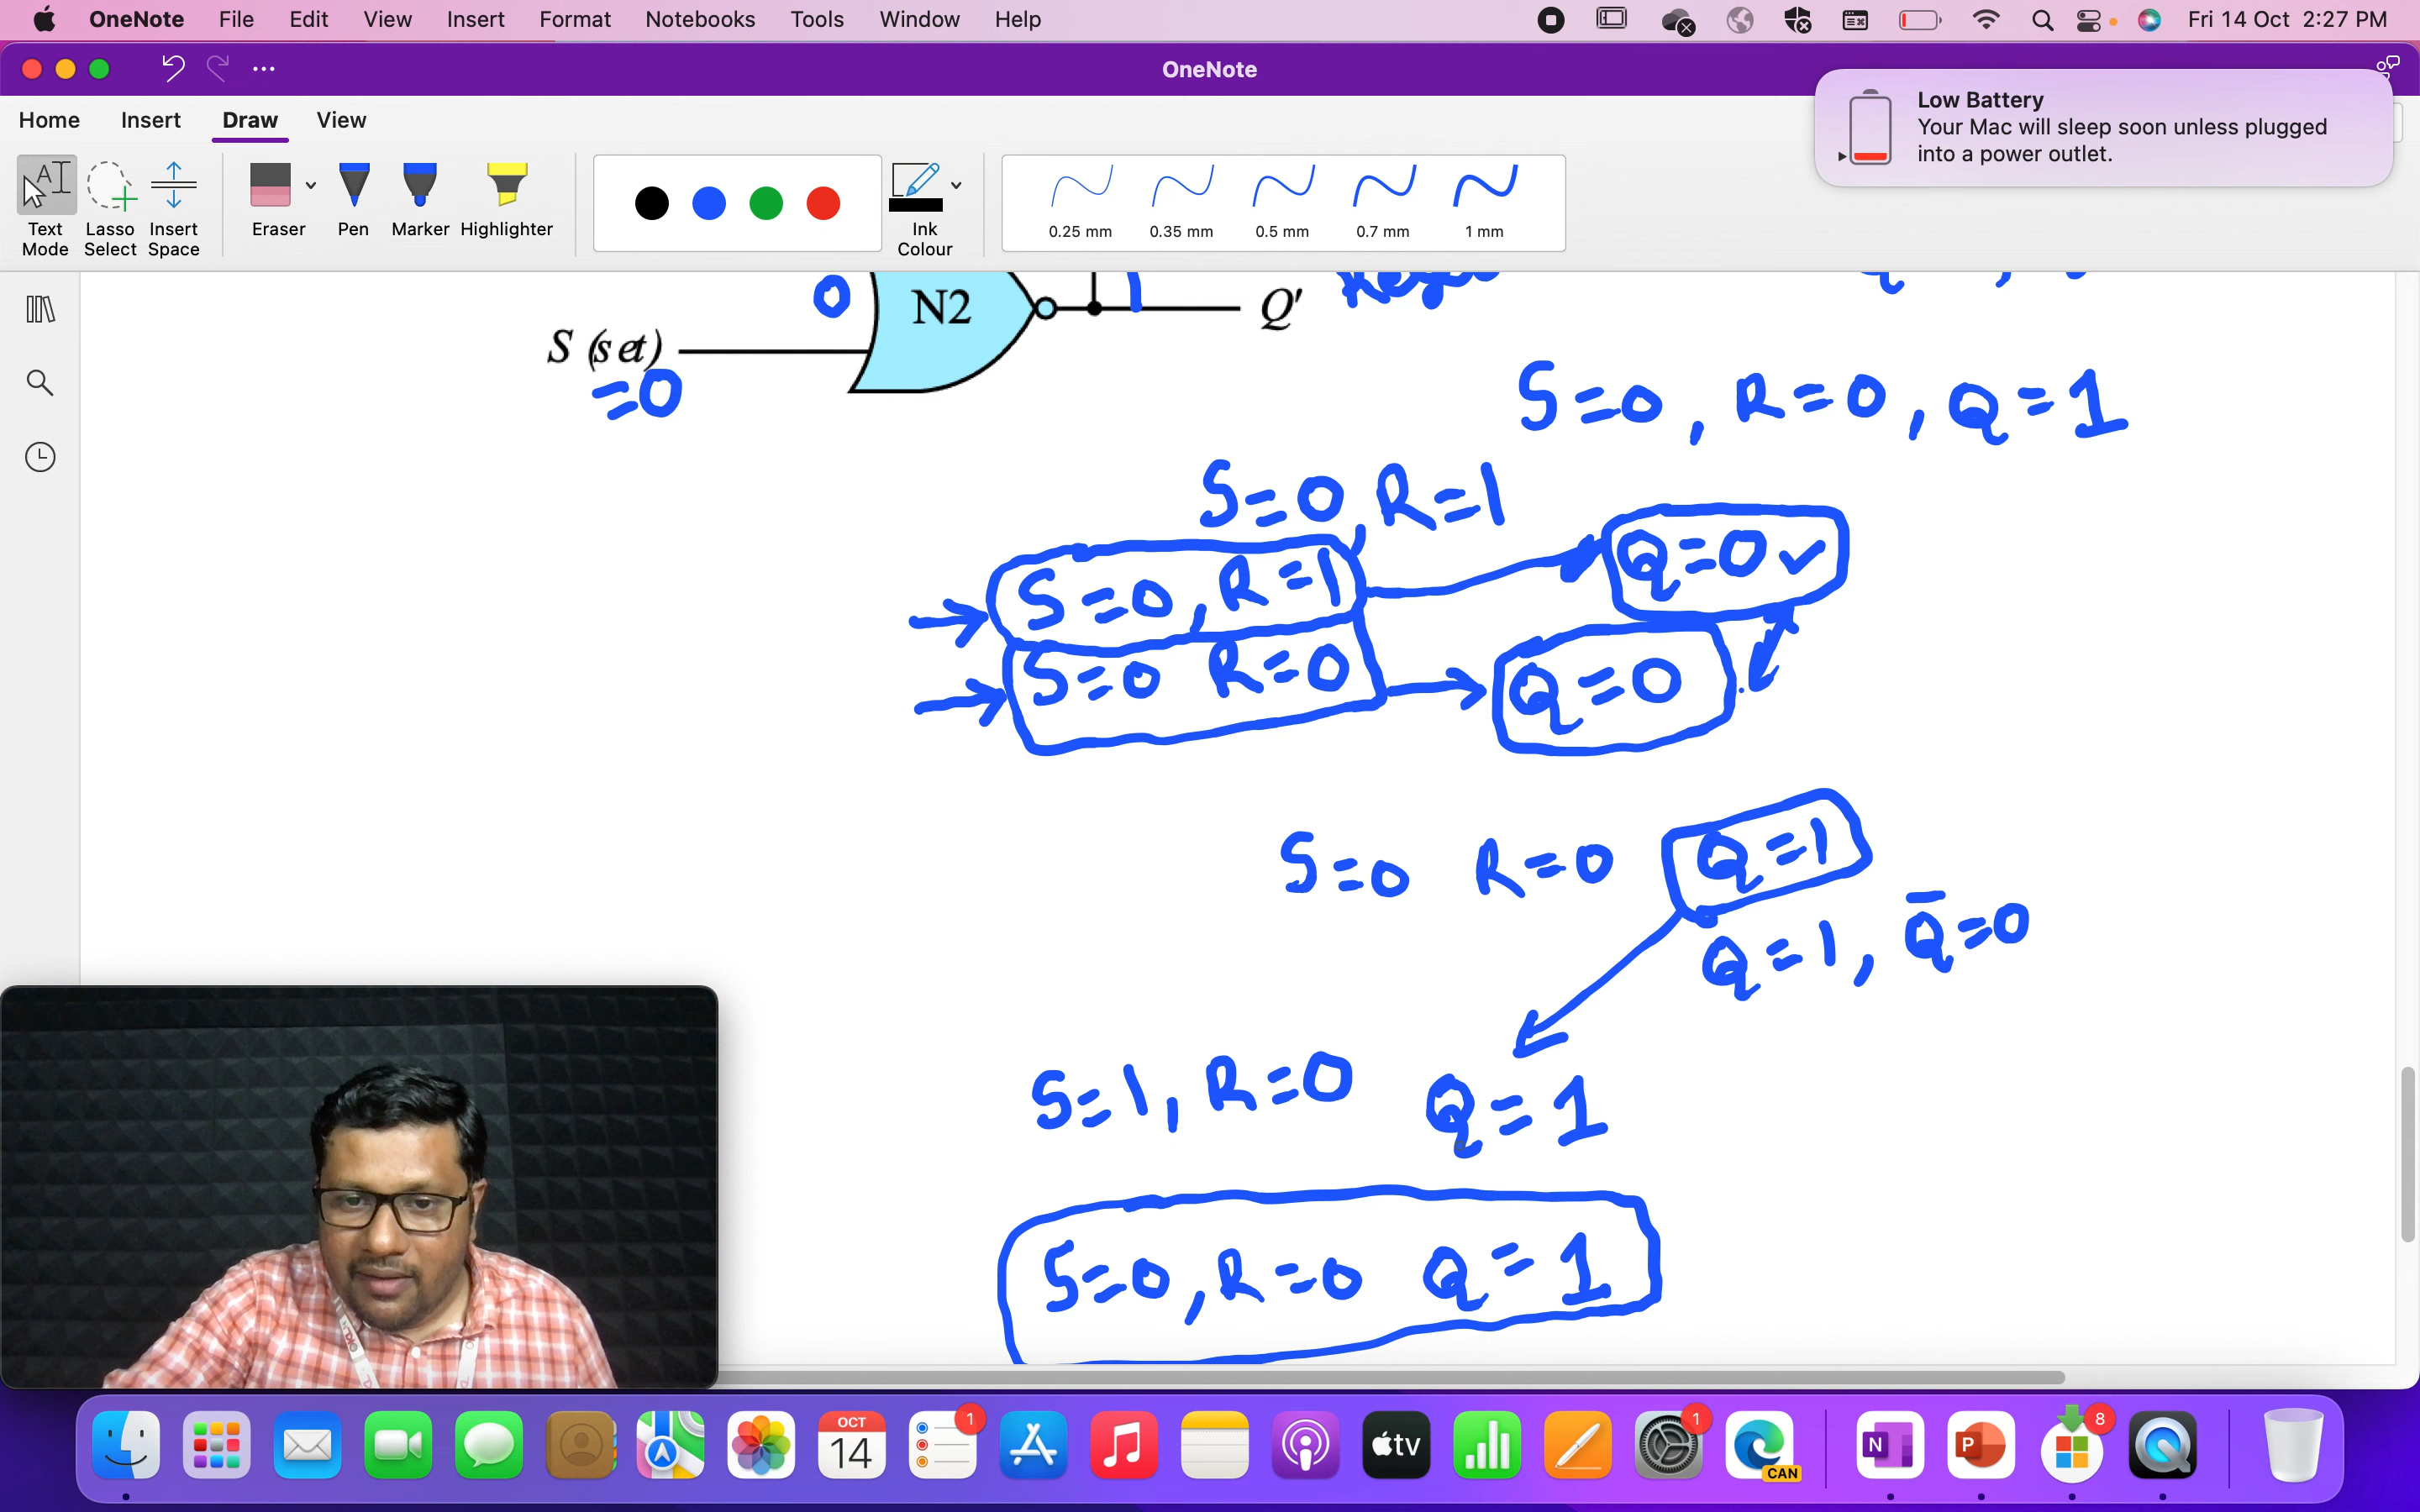 OneNote File Edit View Insert Format Notebooks Tools Window Help Fri 14 Oct 2:27 PM
OneNote
Low Battery
Your Mac will sleep soon unless plugged
into a power outlet.
Home Insert Draw View
Text Mode
Lasso Select
Insert Space
Eraser
Pen
Marker
Highlighter
Ink Colour
0.25 mm 0.35 mm 0.5 mm 0.7 mm 1 mm
0 N2 1 Q'
S (set)
=0
S=0, R=0, Q=1
S=0, R=1
S=0, R=1 Q=0 ✓
S=0 R=0 Q=0
S=0 R=0 Q=1
Q=1, Q̅=0
S=1, R=0 Q=1
S=0, R=0 Q=1
OCT
14
1
tv
1
CAN
N
P
8